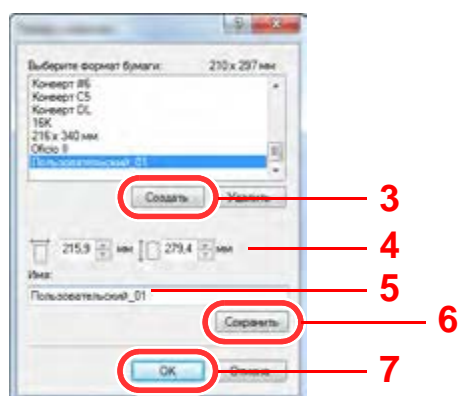 Выберите формат бумаги: 210 x 297 мм
Конверт #6
Конверт C5
Конверт DL
16K
216 x 340 мм
Oficio II
Пользовательский_01
Создать Удалить
3
215,9 мм 279,4 мм
4
Имя:
5
Пользовательский_01
Сохранить
6
OK Отмена
7